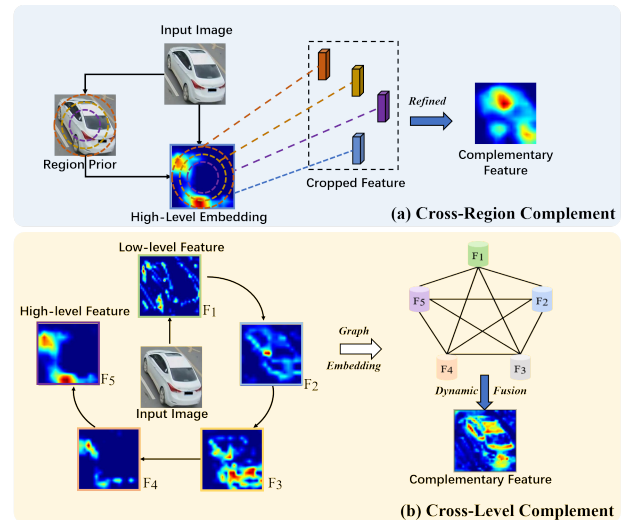 Input Image
Region Prior
High-Level Embedding
Cropped Feature
Refined
Complementary
Feature
(a) Cross-Region Complement
Low-level Feature
F1
High-level Feature
F5
Input Image
F2
F4
F3
Graph
Embedding
F1
F5
F2
F4
F3
Dynamic Fusion
Complementary Feature
(b) Cross-Level Complement